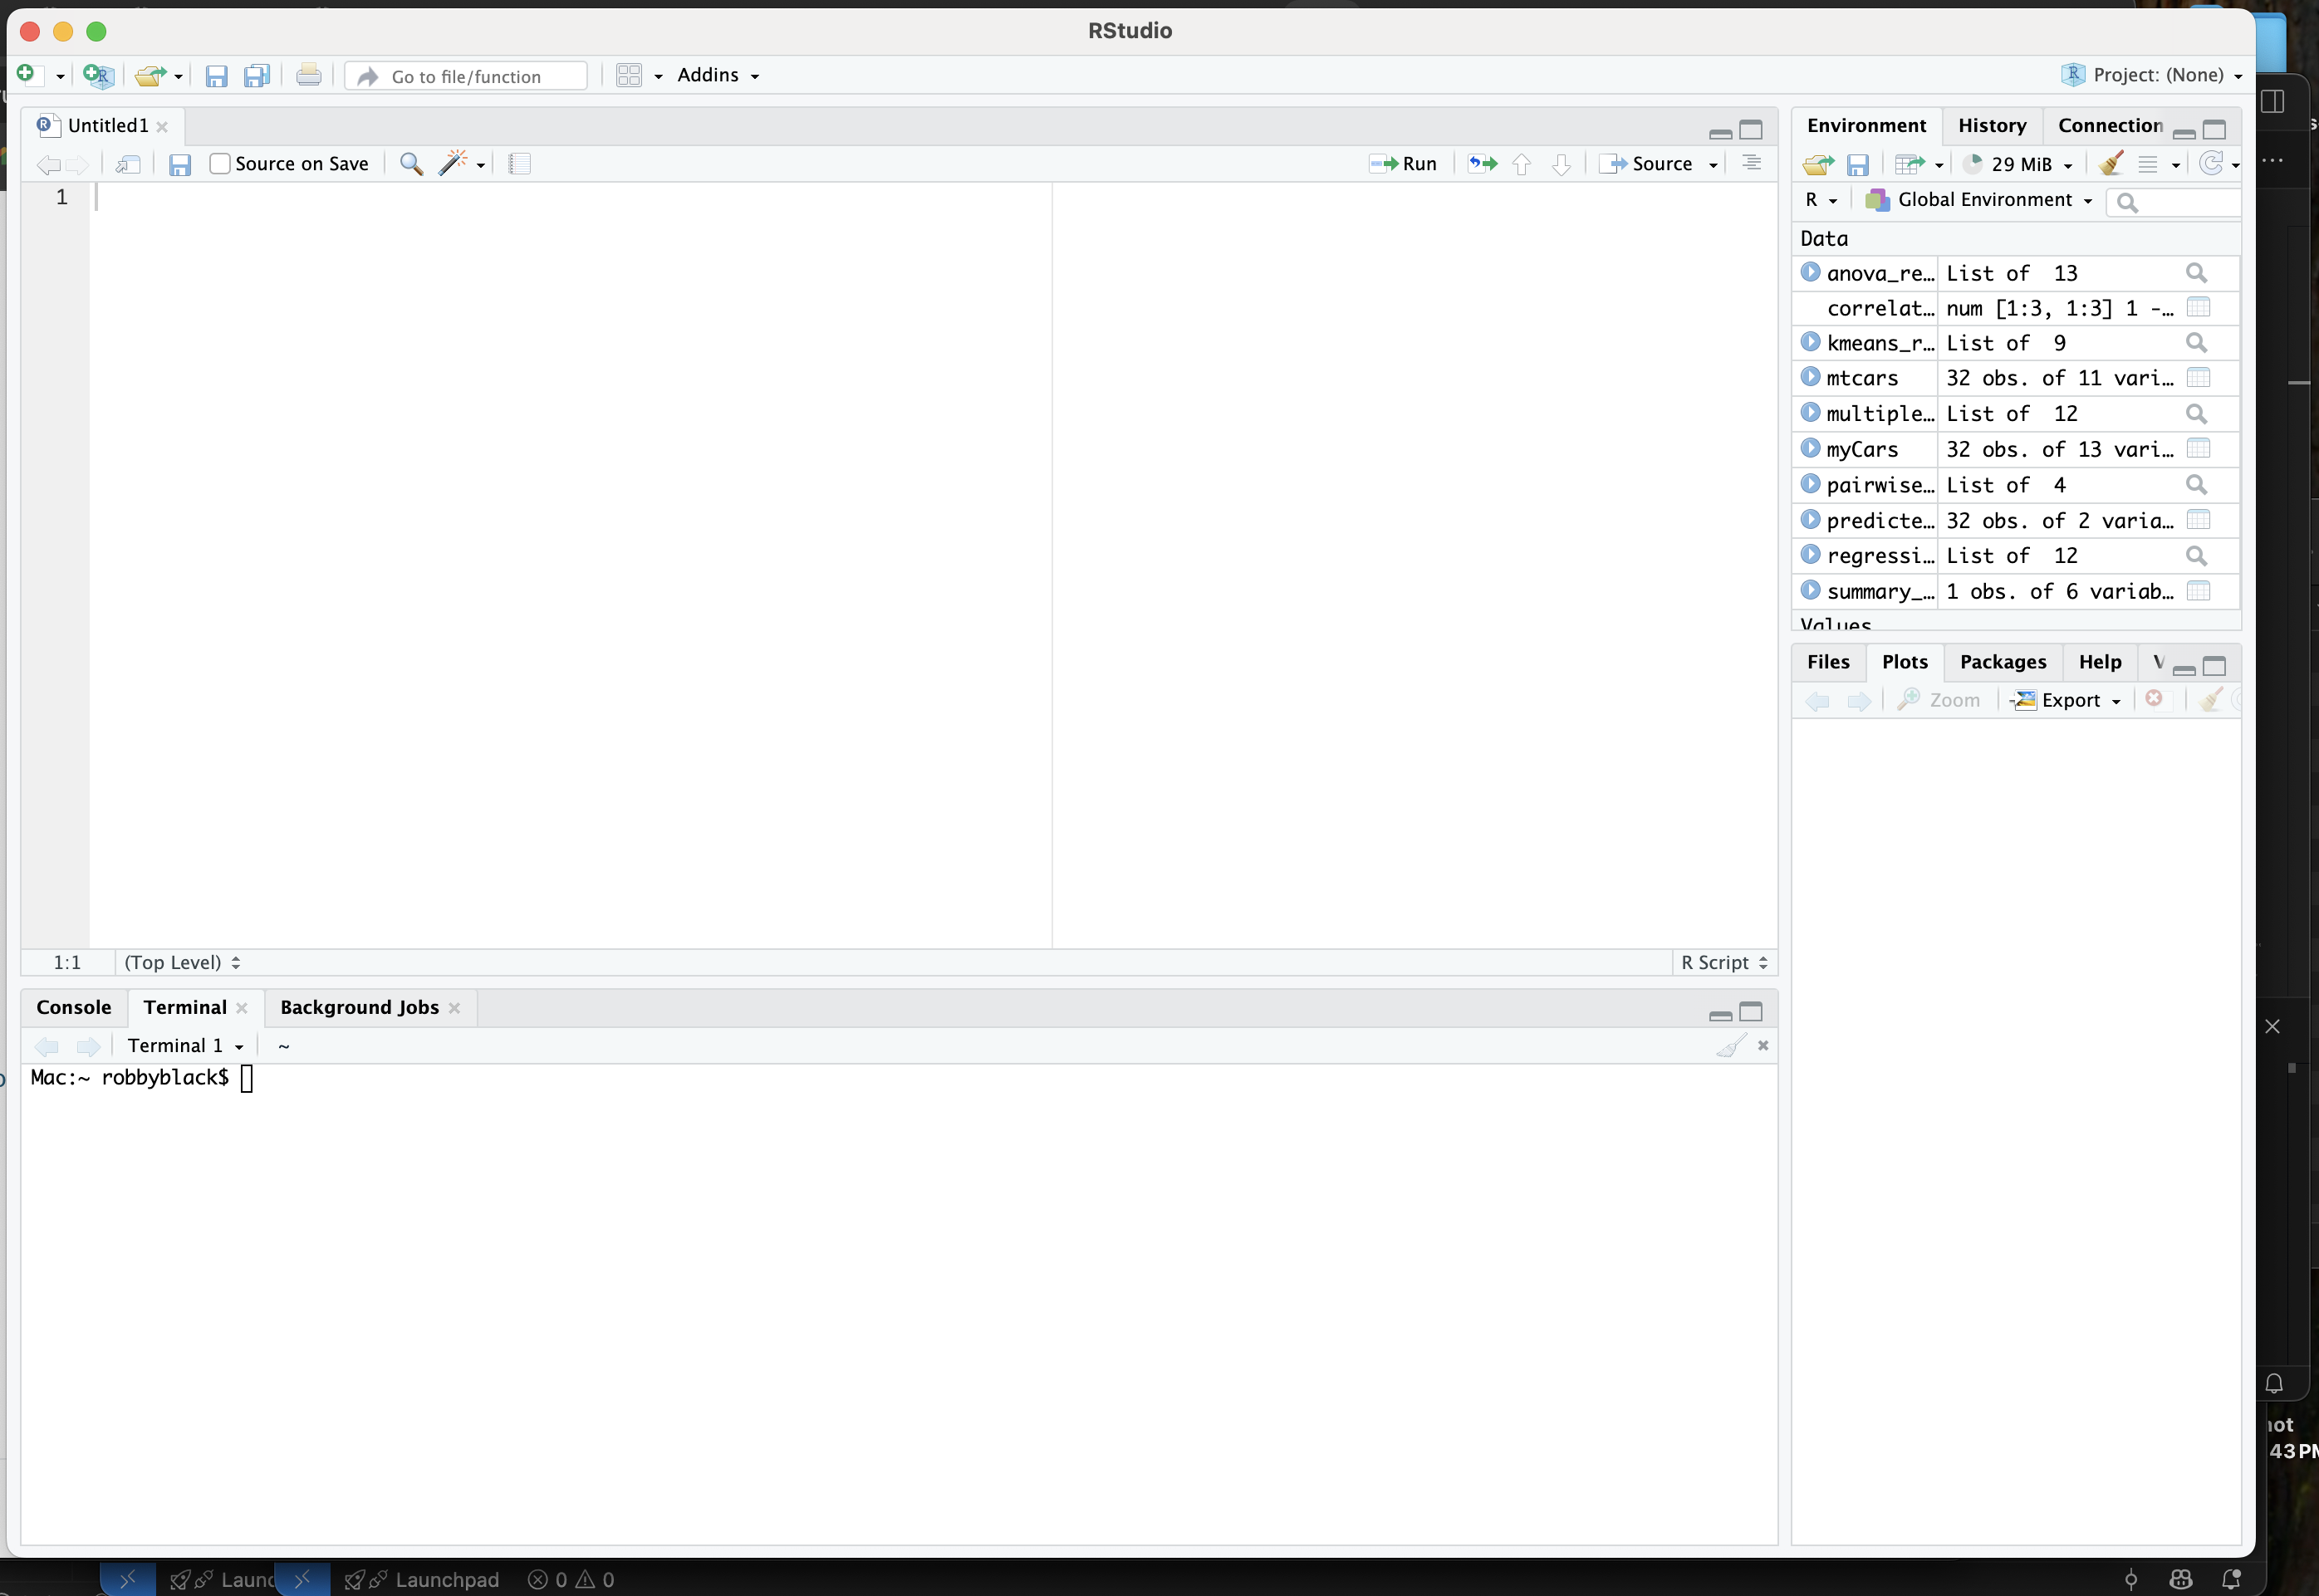 RStudio
Go to file/function
Addins
Project: (None)
Untitled1
Source on Save
Run
Source
1
1:1
(Top Level)
R Script
Console
Terminal
Background Jobs
Terminal 1
~
Mac:~ robbyblack$
Environment
History
Connection
29 MiB
R
Global Environment
Data
anova_re… List of 13
correlat… num [1:3, 1:3] 1 -…
kmeans_r… List of 9
mtcars 32 obs. of 11 vari…
multiple… List of 12
myCars 32 obs. of 13 vari…
pairwise… List of 4
predicte… 32 obs. of 2 varia…
regressi… List of 12
summary_… 1 obs. of 6 variab…
Values
Files
Plots
Packages
Help
V
Zoom
Export
43 PM
Launc
Launchpad
0
0